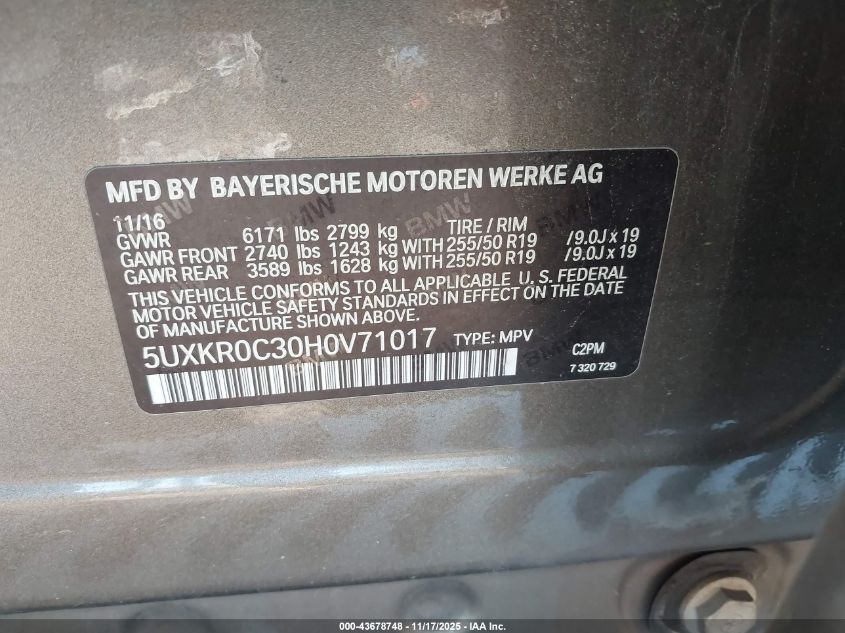 MFD BY BAYERISCHE MOTOREN WERKE AG
11/16 TIRE / RIM
GVWR 6171 lbs 2799 kg
GAWR FRONT 2740 lbs 1243 kg WITH 255/50 R19 /9.0J x 19
GAWR REAR 3589 lbs 1628 kg WITH 255/50 R19 /9.0J x 19
THIS VEHICLE CONFORMS TO ALL APPLICABLE U. S. FEDERAL
MOTOR VEHICLE SAFETY STANDARDS IN EFFECT ON THE DATE
OF MANUFACTURE SHOWN ABOVE.
5UXKR0C30H0V71017 TYPE: MPV
C2PM
7 320 729
000-43678748 - 11/17/2025 - IAA Inc.